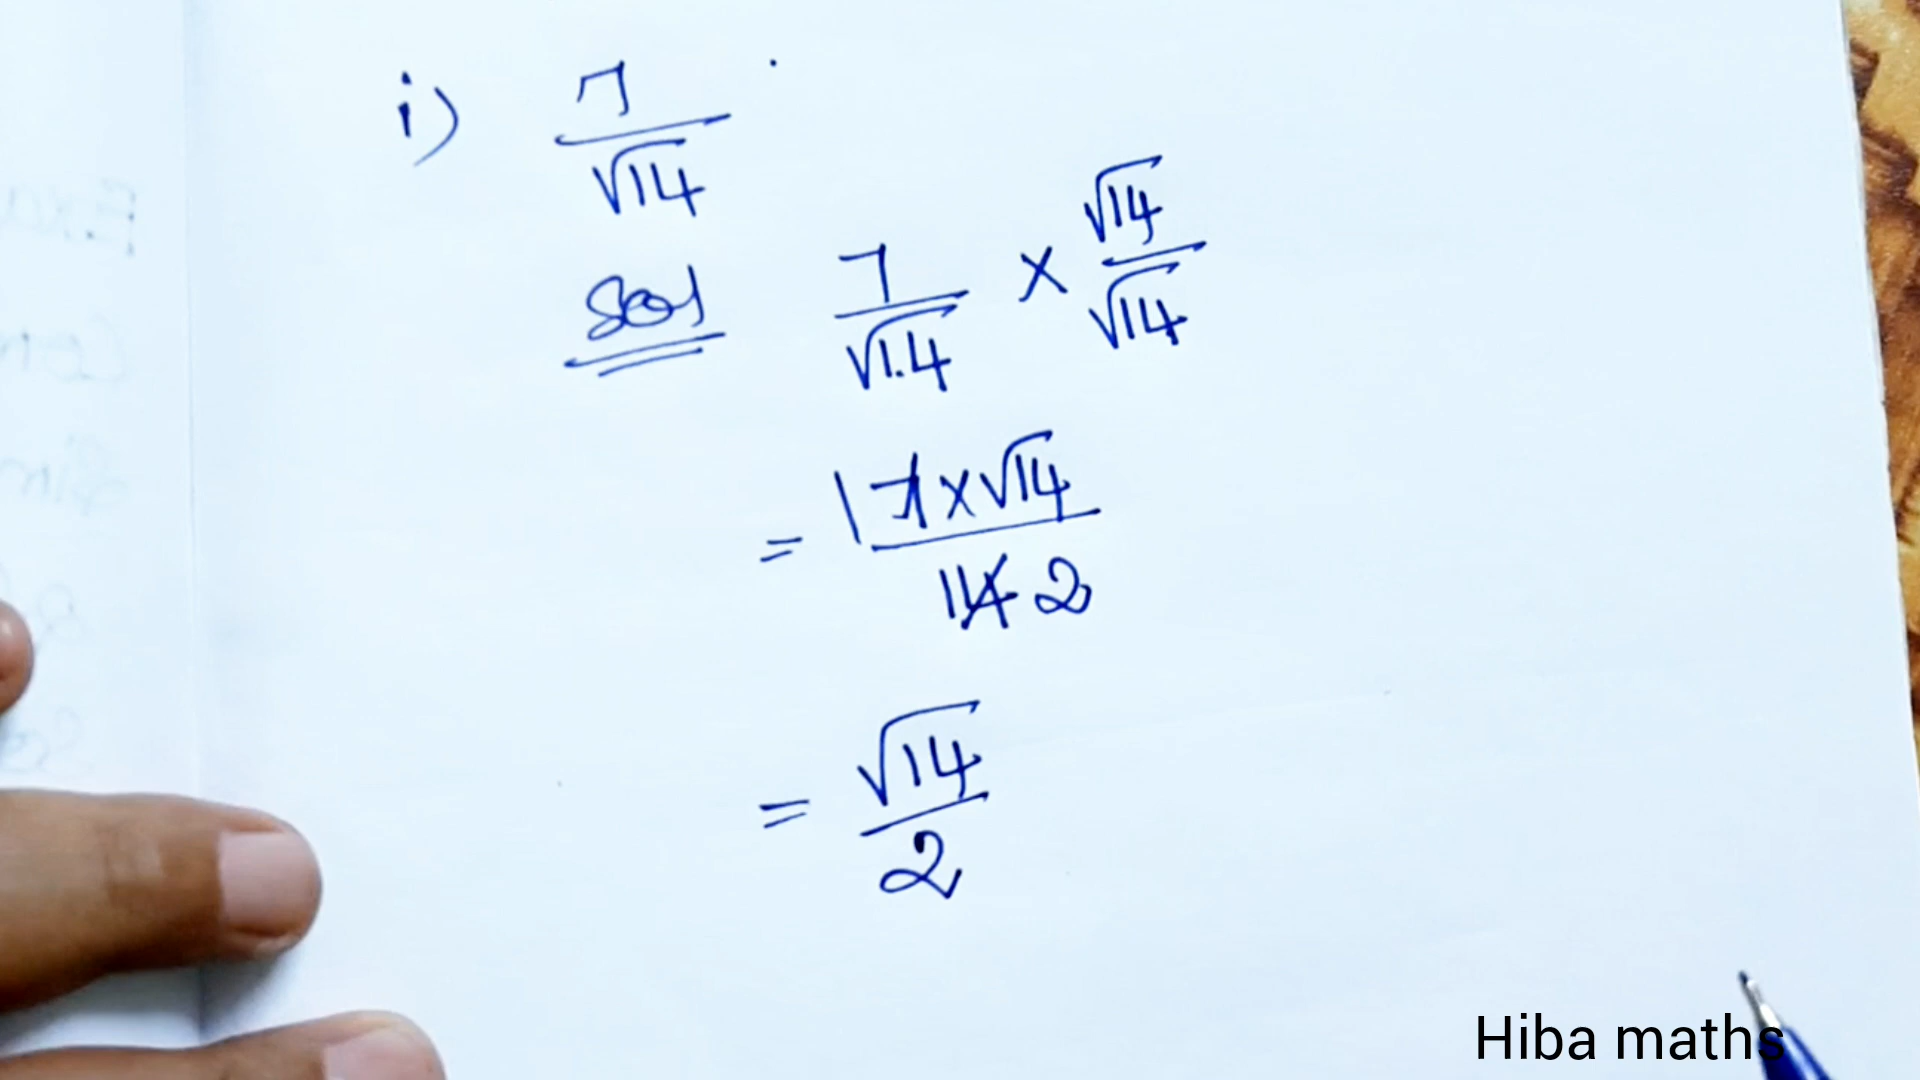 i) 7/√14
Sol 7/√1.4 × √14/√14
= 1 7×√14/14 2
= √14/2
Hiba maths